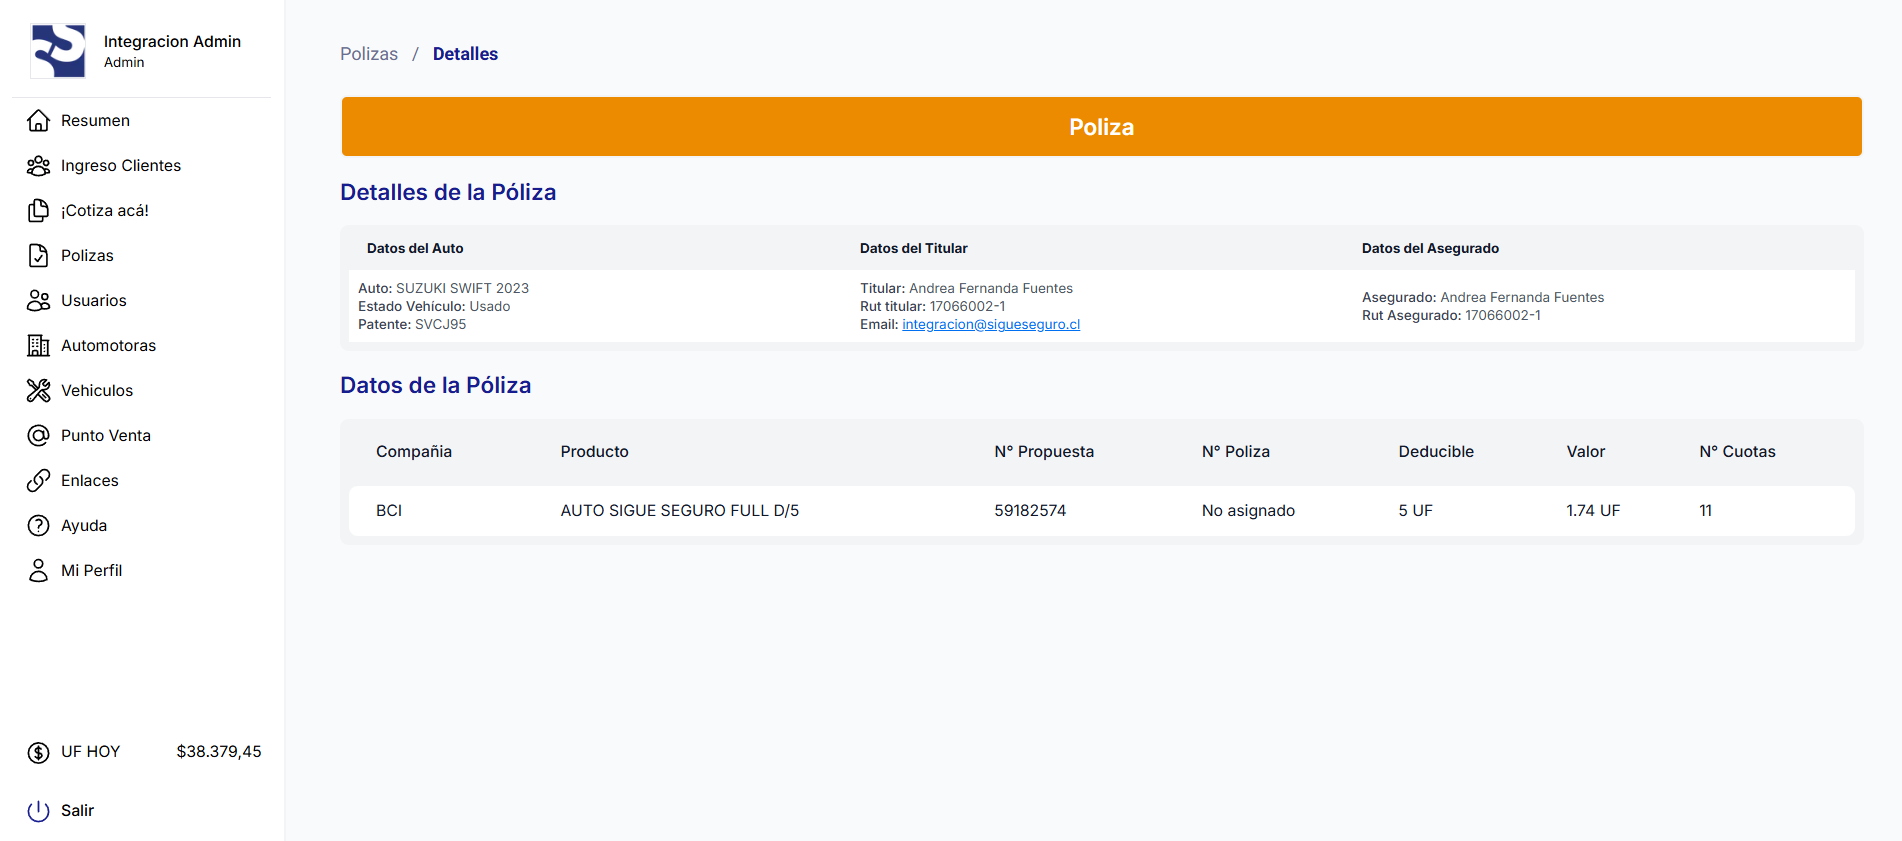 Integracion Admin
Admin
Resumen
Ingreso Clientes
¡Cotiza acá!
Polizas
Usuarios
Automotoras
Vehiculos
Punto Venta
Enlaces
Ayuda
Mi Perfil
UF HOY $38.379,45
Salir
Polizas / Detalles
Poliza
Detalles de la Póliza
Datos del Auto Datos del Titular Datos del Asegurado
Auto: SUZUKI SWIFT 2023
Estado Vehículo: Usado
Patente: SVCJ95
Titular: Andrea Fernanda Fuentes
Rut titular: 17066002-1
Email: integracion@sigueseguro.cl
Asegurado: Andrea Fernanda Fuentes
Rut Asegurado: 17066002-1
Datos de la Póliza
Compañia Producto N° Propuesta N° Poliza Deducible Valor N° Cuotas
BCI AUTO SIGUE SEGURO FULL D/5 59182574 No asignado 5 UF 1.74 UF 11